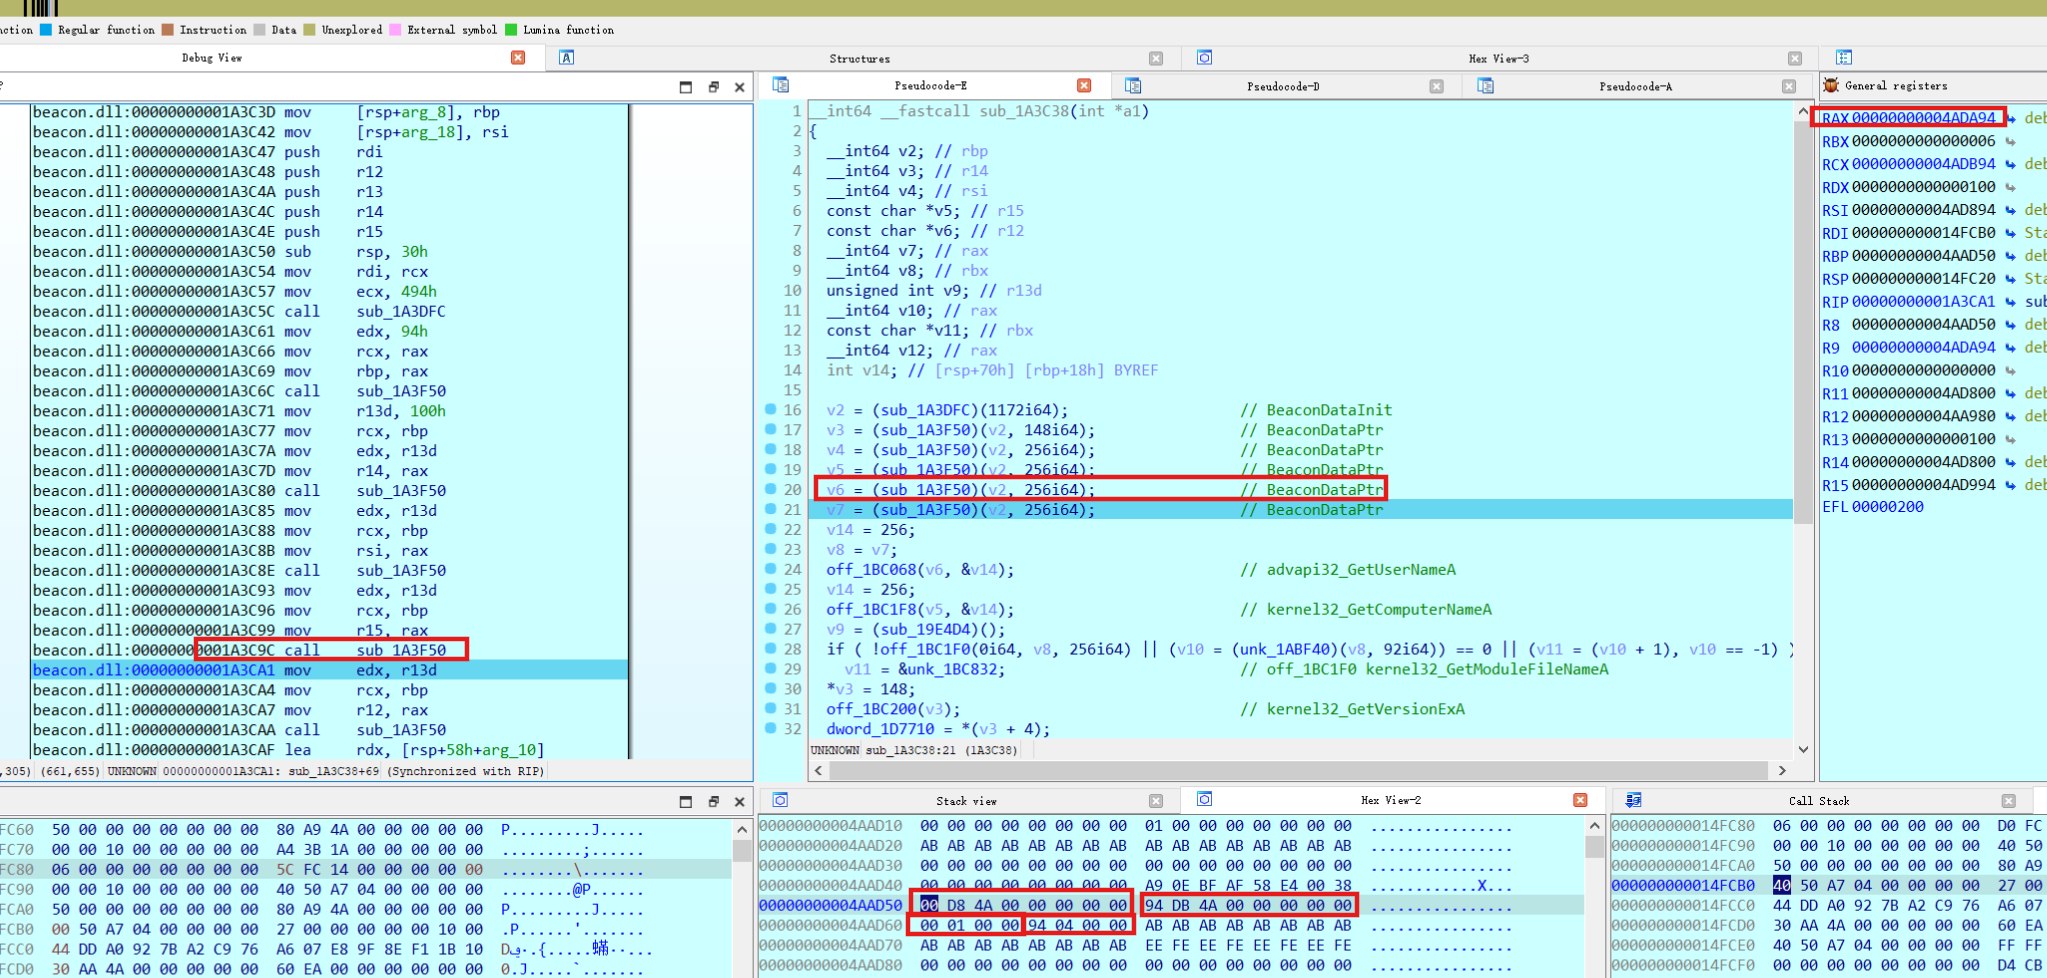 nction Regular function Instruction Data Unexplored External symbol Lumina function
Debug View
Structures
Hex View-3
Pseudocode-E
Pseudocode-D
Pseudocode-A
General registers
beacon.dll:00000000001A3C3D mov [rsp+arg_8], rbp
beacon.dll:00000000001A3C42 mov [rsp+arg_18], rsi
beacon.dll:00000000001A3C47 push rdi
beacon.dll:00000000001A3C48 push r12
beacon.dll:00000000001A3C4A push r13
beacon.dll:00000000001A3C4C push r14
beacon.dll:00000000001A3C4E push r15
beacon.dll:00000000001A3C50 sub rsp, 30h
beacon.dll:00000000001A3C54 mov rdi, rcx
beacon.dll:00000000001A3C57 mov ecx, 494h
beacon.dll:00000000001A3C5C call sub_1A3DFC
beacon.dll:00000000001A3C61 mov edx, 94h
beacon.dll:00000000001A3C66 mov rcx, rax
beacon.dll:00000000001A3C69 mov rbp, rax
beacon.dll:00000000001A3C6C call sub_1A3F50
beacon.dll:00000000001A3C71 mov r13d, 100h
beacon.dll:00000000001A3C77 mov rcx, rbp
beacon.dll:00000000001A3C7A mov edx, r13d
beacon.dll:00000000001A3C7D mov r14, rax
beacon.dll:00000000001A3C80 call sub_1A3F50
beacon.dll:00000000001A3C85 mov edx, r13d
beacon.dll:00000000001A3C88 mov rcx, rbp
beacon.dll:00000000001A3C8B mov rsi, rax
beacon.dll:00000000001A3C8E call sub_1A3F50
beacon.dll:00000000001A3C93 mov edx, r13d
beacon.dll:00000000001A3C96 mov rcx, rbp
beacon.dll:00000000001A3C99 mov r15, rax
beacon.dll:00000000001A3C9C call sub_1A3F50
beacon.dll:00000000001A3CA1 mov edx, r13d
beacon.dll:00000000001A3CA4 mov rcx, rbp
beacon.dll:00000000001A3CA7 mov r12, rax
beacon.dll:00000000001A3CAA call sub_1A3F50
beacon.dll:00000000001A3CAF lea rdx, [rsp+58h+arg_10]
,305) (661,655) UNKNOWN 00000000001A3CA1: sub_1A3C38+69 (Synchronized with RIP)
1 __int64 __fastcall sub_1A3C38(int *a1)
2 {
3 __int64 v2; // rbp
4 __int64 v3; // r14
5 __int64 v4; // rsi
6 const char *v5; // r15
7 const char *v6; // r12
8 __int64 v7; // rax
9 __int64 v8; // rbx
10 unsigned int v9; // r13d
11 __int64 v10; // rax
12 const char *v11; // rbx
13 __int64 v12; // rax
14 int v14; // [rsp+70h] [rbp+18h] BYREF
15
16 v2 = (sub_1A3DFC)(1172i64); // BeaconDataInit
17 v3 = (sub_1A3F50)(v2, 148i64); // BeaconDataPtr
18 v4 = (sub_1A3F50)(v2, 256i64); // BeaconDataPtr
19 v5 = (sub_1A3F50)(v2, 256i64); // BeaconDataPtr
20 v6 = (sub_1A3F50)(v2, 256i64); // BeaconDataPtr
21 v7 = (sub_1A3F50)(v2, 256i64); // BeaconDataPtr
22 v14 = 256;
23 v8 = v7;
24 off_1BC068(v6, &v14); // advapi32_GetUserNameA
25 v14 = 256;
26 off_1BC1F8(v5, &v14); // kernel32_GetComputerNameA
27 v9 = (sub_19E4D4)();
28 if ( !off_1BC1F0(0i64, v8, 256i64) || (v10 = (unk_1ABF40)(v8, 92i64)) == 0 || (v11 = (v10 + 1), v10 == -1) )
29 v11 = &unk_1BC832; // off_1BC1F0 kernel32_GetModuleFileNameA
30 *v3 = 148;
31 off_1BC200(v3); // kernel32_GetVersionExA
32 dword_1D7710 = *(v3 + 4);
UNKNOWN sub_1A3C38:21 (1A3C38)
RAX 00000000004ADA94 deb
RBX 0000000000000006
RCX 00000000004ADB94 deb
RDX 0000000000000100
RSI 00000000004AD894 deb
RDI 000000000014FCB0 Sta
RBP 00000000004AAD50 deb
RSP 000000000014FC20 Sta
RIP 00000000001A3CA1 sub
R8 00000000004AAD50 deb
R9 00000000004ADA94 deb
R10 0000000000000000
R11 00000000004AD800 deb
R12 00000000004AA980 deb
R13 0000000000000100
R14 00000000004AD800 deb
R15 00000000004AD994 deb
EFL 00000200
FC60 50 00 00 00 00 00 00 00 80 A9 4A 00 00 00 00 00 P.........J.....
FC70 00 00 10 00 00 00 00 00 A4 3B 1A 00 00 00 00 00 .........;......
FC80 06 00 00 00 00 00 00 00 5C FC 14 00 00 00 00 00 ........\.......
FC90 00 00 10 00 00 00 00 00 40 50 A7 04 00 00 00 00 ........@P......
FCA0 50 00 00 00 00 00 00 00 80 A9 4A 00 00 00 00 00 P.........J.....
FCB0 00 50 A7 04 00 00 00 00 27 00 00 00 00 00 10 00 .P......'.......
FCC0 44 DD A0 92 7B A2 C9 76 A6 07 E8 9F 8E F1 1B 10
FCD0 30 AA 4A 00 00 00 00 00 60 EA 00 00 00 00 00 00 0.J.....`.......
Stack view
Hex View-2
Call Stack
00000000004AAD10 00 00 00 00 00 00 00 00 01 00 00 00 00 00 00 00 ................
00000000004AAD20 AB AB AB AB AB AB AB AB AB AB AB AB AB AB AB AB ................
00000000004AAD30 00 00 00 00 00 00 00 00 00 00 00 00 00 00 00 00 ................
00000000004AAD40 00 00 00 00 00 00 00 00 A9 0E BF AF 58 E4 00 38 ............X...
00000000004AAD50 00 D8 4A 00 00 00 00 00 94 DB 4A 00 00 00 00 00 ................
00000000004AAD60 00 01 00 00 94 04 00 00 AB AB AB AB AB AB AB AB ................
00000000004AAD70 AB AB AB AB AB AB AB AB EE FE EE FE EE FE EE FE ................
00000000004AAD80 00 00 00 00 00 00 00 00 00 00 00 00 00 00 00 00 ................
000000000014FC80 06 00 00 00 00 00 00 00 D0 FC
000000000014FC90 00 00 10 00 00 00 00 00 40 50
000000000014FCA0 50 00 00 00 00 00 00 00 80 A9
000000000014FCB0 40 50 A7 04 00 00 00 00 27 00
000000000014FCC0 44 DD A0 92 7B A2 C9 76 A6 07
000000000014FCD0 30 AA 4A 00 00 00 00 00 60 EA
000000000014FCE0 40 50 A7 04 00 00 00 00 FF FF
000000000014FCF0 00 00 00 00 00 00 00 00 D4 CB